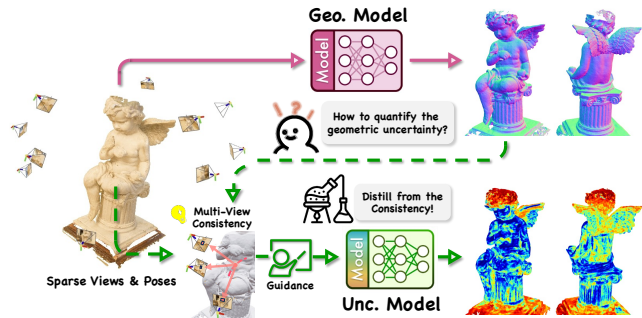 Geo. Model
Model
How to quantify the
geometric uncertainty?
Distill from the
Consistency!
Multi-View
Consistency
Model
Guidance
Sparse Views & Poses
Unc. Model